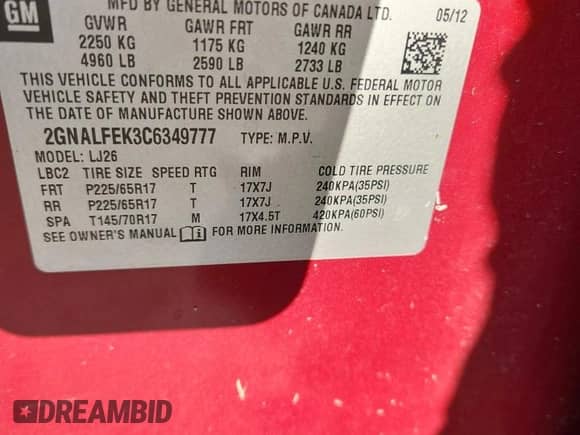 GM
MFD BY GENERAL MOTORS OF CANADA LTD. 05/12
GVWR GAWR FRT GAWR RR
2250 KG 1175 KG 1240 KG
4960 LB 2590 LB 2733 LB
THIS VEHICLE CONFORMS TO ALL APPLICABLE U.S. FEDERAL MOTOR
VEHICLE SAFETY AND THEFT PREVENTION STANDARDS IN EFFECT ON
THE DATE OF MANUFACTURE SHOWN ABOVE.
2GNALFEK3C6349777 TYPE: M.P.V.
MODEL: LJ26
LBC2 TIRE SIZE SPEED RTG RIM COLD TIRE PRESSURE
FRT P225/65R17 T 17X7J 240KPA(35PSI)
RR P225/65R17 T 17X7J 240KPA(35PSI)
SPA T145/70R17 M 17X4.5T 420KPA(60PSI)
SEE OWNER'S MANUAL FOR MORE INFORMATION.
DREAMBID